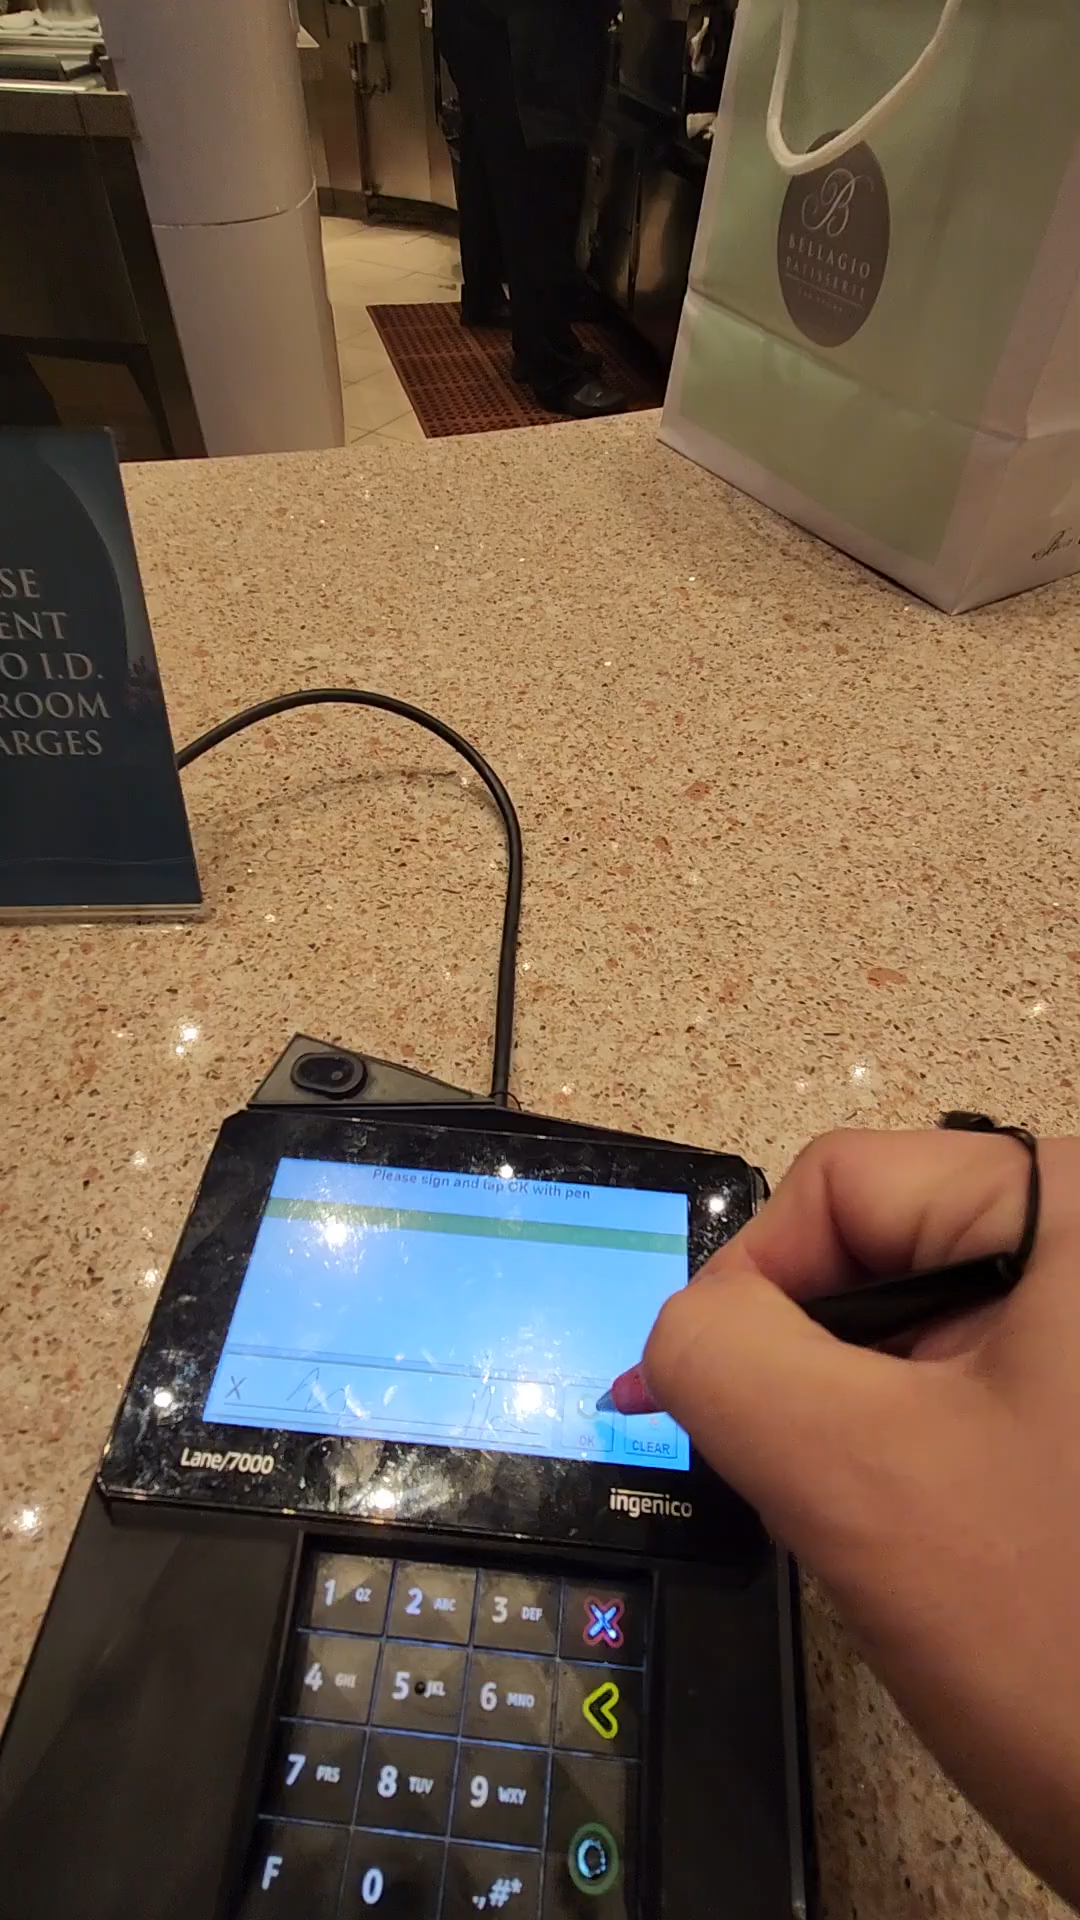 B
BELLAGIO
PATISSERIE
SE
ENT
O I.D.
ROOM
ARGES
Please sign and tap OK with pen
X
OK
CLEAR
Lane/7000
ingenico
1 QZ 2 ABC 3 DEF
4 GHI 5 JKL 6 MNO
7 PRS 8 TUV 9 WXY
F 0 .,#*